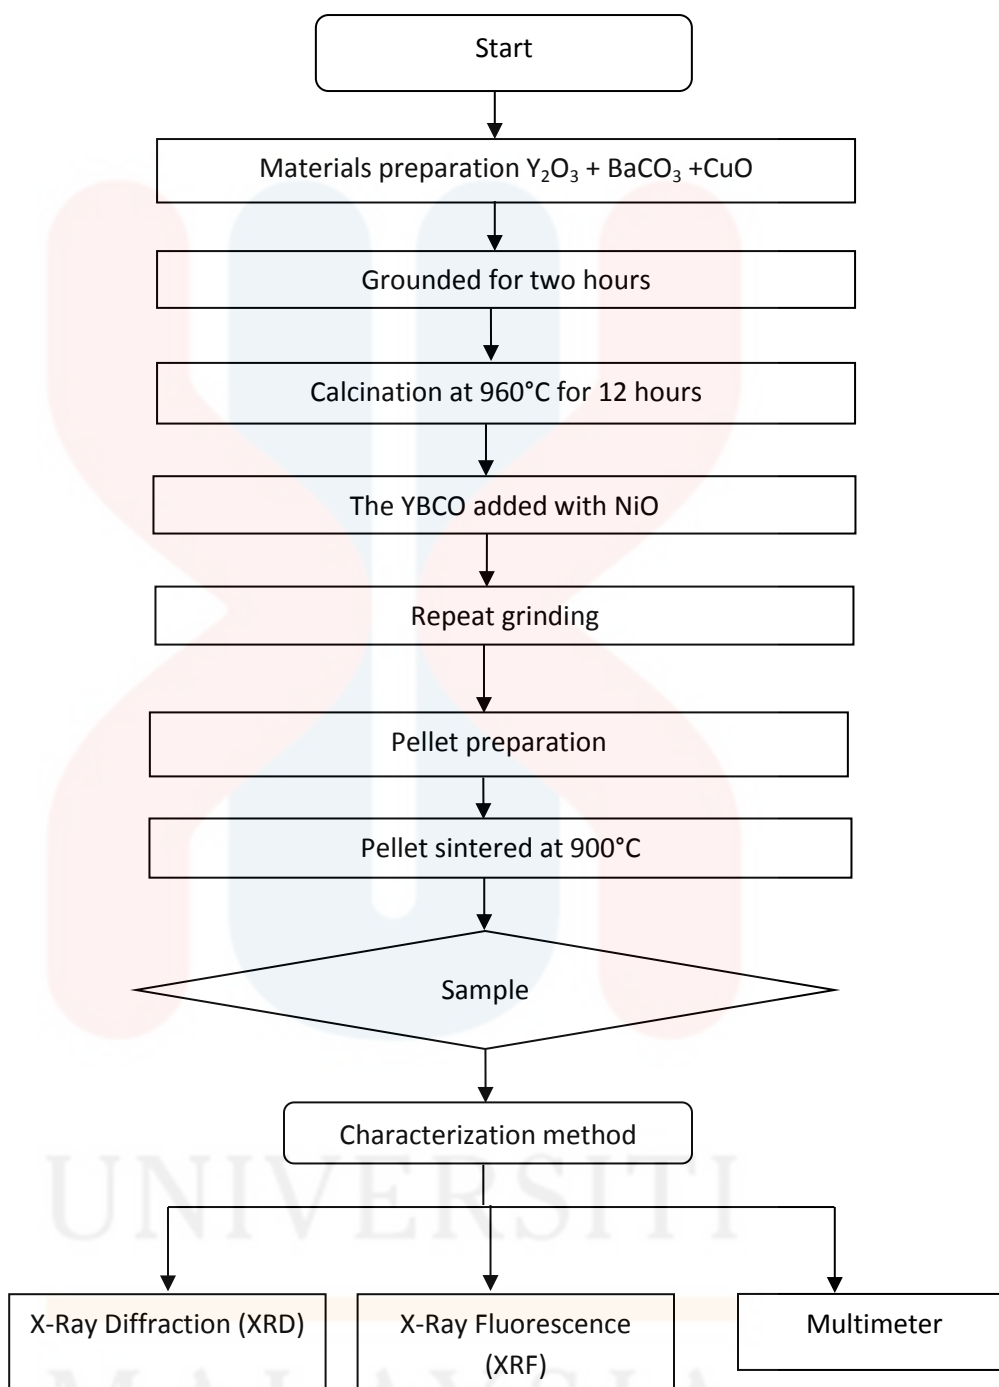 Start
Materials preparation Y₂O₃ + BaCO₃ +CuO
Grounded for two hours
Calcination at 960°C for 12 hours
The YBCO added with NiO
Repeat grinding
Pellet preparation
Pellet sintered at 900°C
Sample
Characterization method
UNIVERSITI
X-Ray Diffraction (XRD)
X-Ray Fluorescence
(XRF)
Multimeter
MALAYSIA